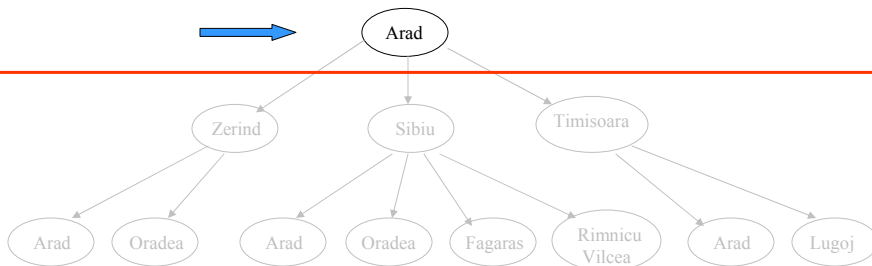 Arad
Zerind
Sibiu
Timisoara
Arad
Oradea
Arad
Oradea
Fagaras
Rimnicu
Vilcea
Arad
Lugoj